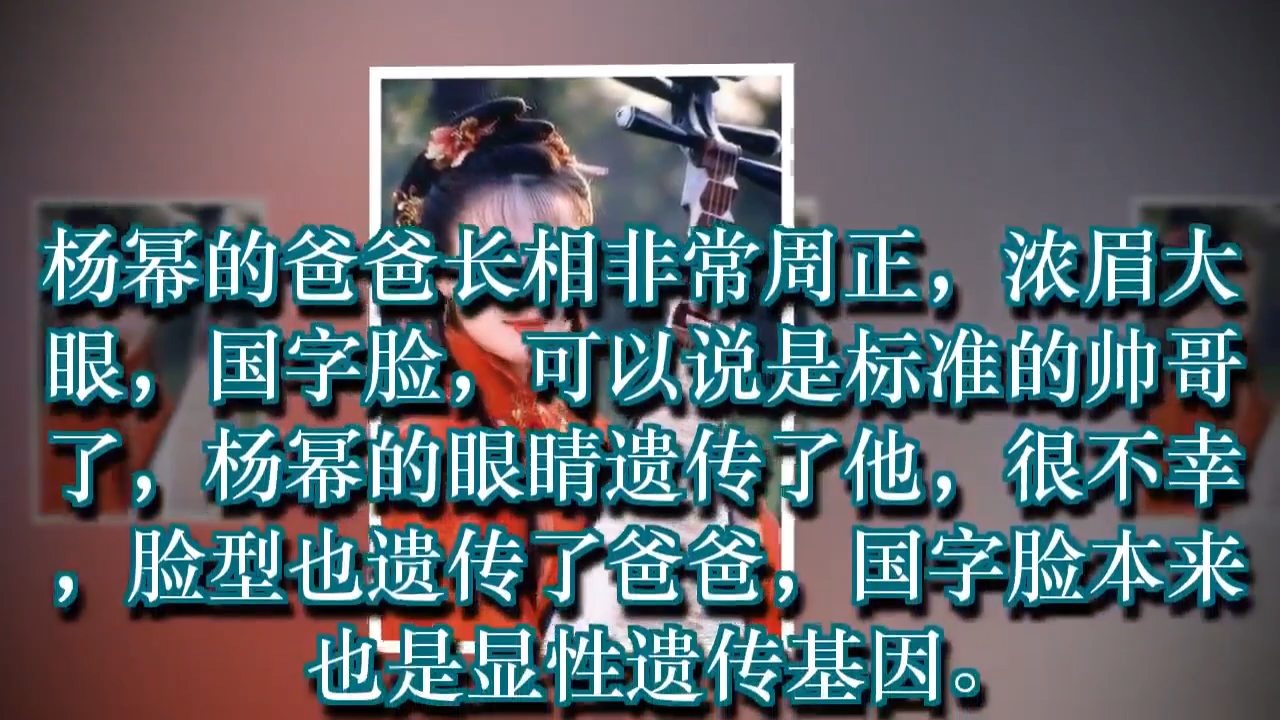 杨幂的爸爸长相非常周正，浓眉大
眼，国字脸，可以说是标准的帅哥
了，杨幂的眼睛遗传了他，很不幸
，脸型也遗传了爸爸，国字脸本来
也是显性遗传基因。